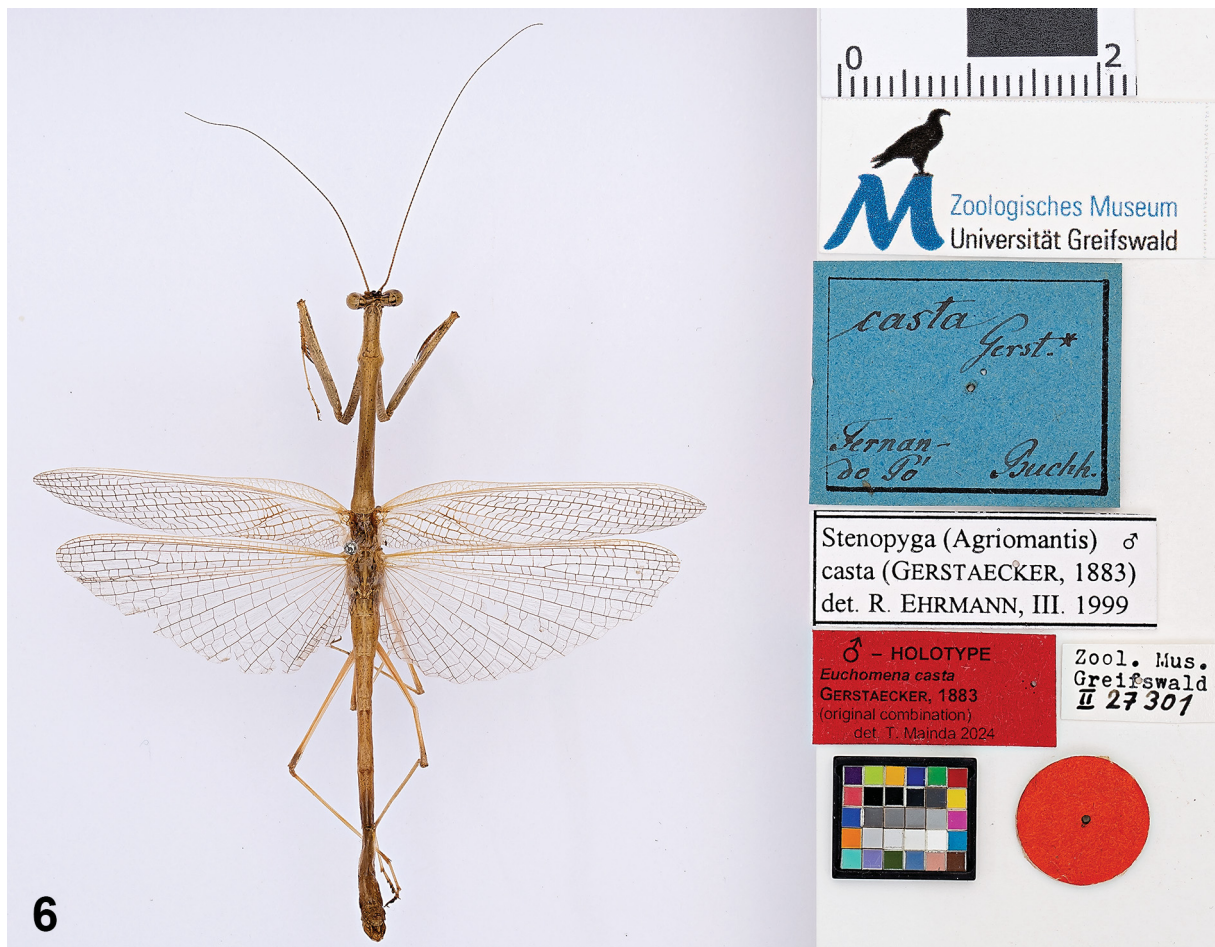 0 2
M
Zoologisches Museum
Universität Greifswald
casta
Gerst.*
Fernan-
do Pó Buchh.
Stenopyga (Agriomantis) ♂
casta (GERSTAECKER, 1883)
det. R. EHRMANN, III. 1999
♂ – HOLOTYPE
Euchomena casta
GERSTAECKER, 1883
(original combination)
det. T. Mainda 2024
Zool. Mus.
Greifswald
II 27301
6